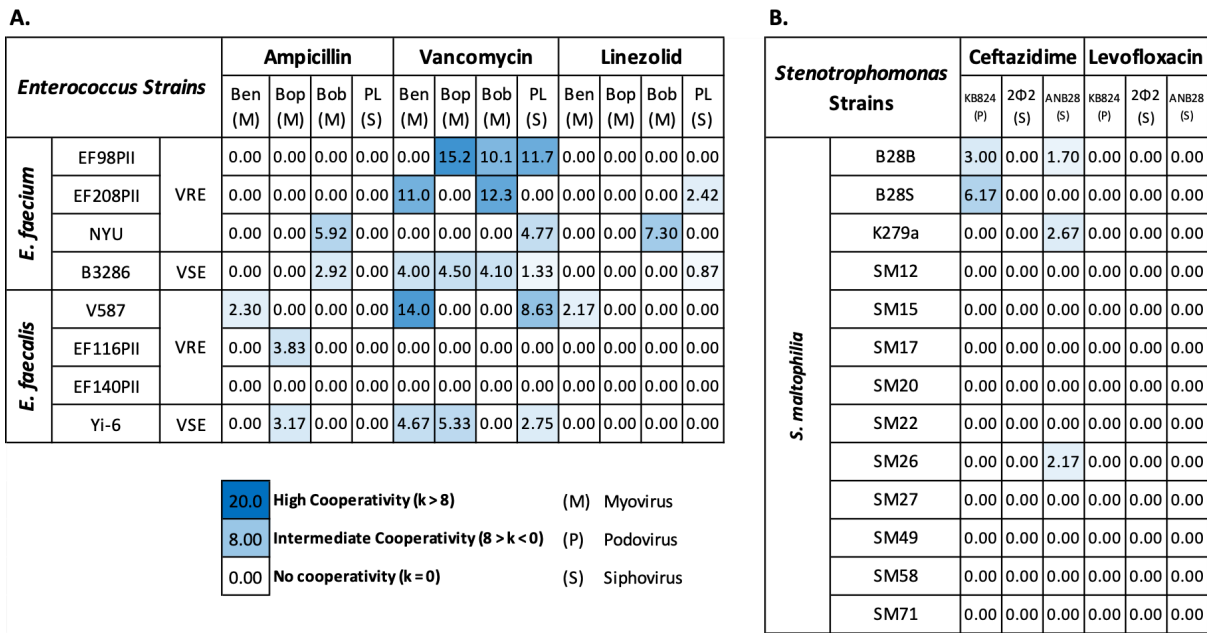 A.
Enterococcus Strains Ampicillin Vancomycin Linezolid
Ben (M) Bop (M) Bob (M) PL (S) Ben (M) Bop (M) Bob (M) PL (S) Ben (M) Bop (M) Bob (M) PL (S)
E. faecium
EF98PII VRE 0.00 0.00 0.00 0.00 0.00 15.2 10.1 11.7 0.00 0.00 0.00 0.00
EF208PII 0.00 0.00 0.00 0.00 11.0 0.00 12.3 0.00 0.00 0.00 0.00 2.42
NYU 0.00 0.00 5.92 0.00 0.00 0.00 0.00 4.77 0.00 0.00 7.30 0.00
B3286 VSE 0.00 0.00 2.92 0.00 4.00 4.50 4.10 1.33 0.00 0.00 0.00 0.87
E. faecalis
V587 VRE 2.30 0.00 0.00 0.00 14.0 0.00 0.00 8.63 2.17 0.00 0.00 0.00
EF116PII 0.00 3.83 0.00 0.00 0.00 0.00 0.00 0.00 0.00 0.00 0.00 0.00
EF140PII 0.00 0.00 0.00 0.00 0.00 0.00 0.00 0.00 0.00 0.00 0.00 0.00
Yi-6 VSE 0.00 3.17 0.00 0.00 4.67 5.33 0.00 2.75 0.00 0.00 0.00 0.00
20.0 High Cooperativity (k > 8)
8.00 Intermediate Cooperativity (8 > k < 0)
0.00 No cooperativity (k = 0)
(M) Myovirus
(P) Podovirus
(S) Siphovirus
B.
Stenotrophomonas Strains Ceftazidime Levofloxacin
KB824 (P) 2Φ2 (S) ANB28 (S) KB824 (P) 2Φ2 (S) ANB28 (S)
S. maltophilia
B28B 3.00 0.00 1.70 0.00 0.00 0.00
B28S 6.17 0.00 0.00 0.00 0.00 0.00
K279a 0.00 0.00 2.67 0.00 0.00 0.00
SM12 0.00 0.00 0.00 0.00 0.00 0.00
SM15 0.00 0.00 0.00 0.00 0.00 0.00
SM17 0.00 0.00 0.00 0.00 0.00 0.00
SM20 0.00 0.00 0.00 0.00 0.00 0.00
SM22 0.00 0.00 0.00 0.00 0.00 0.00
SM26 0.00 0.00 2.17 0.00 0.00 0.00
SM27 0.00 0.00 0.00 0.00 0.00 0.00
SM49 0.00 0.00 0.00 0.00 0.00 0.00
SM58 0.00 0.00 0.00 0.00 0.00 0.00
SM71 0.00 0.00 0.00 0.00 0.00 0.00